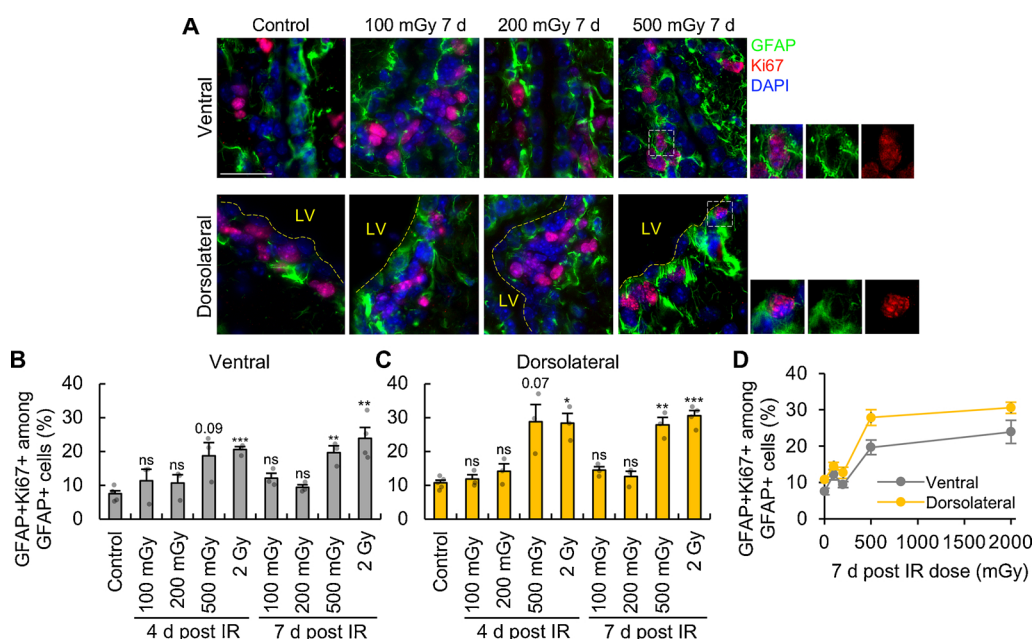 A
Control
100 mGy 7 d
200 mGy 7 d
500 mGy 7 d
GFAP
Ki67
DAPI
Ventral
Dorsolateral
LV
LV
LV
LV
B
Ventral
GFAP+Ki67+ among
GFAP+ cells (%)
40
30
20
10
0
ns
ns
0.09
***
ns
ns
**
**
Control
100 mGy
200 mGy
500 mGy
2 Gy
100 mGy
200 mGy
500 mGy
2 Gy
4 d post IR
7 d post IR
C
Dorsolateral
40
30
20
10
0
ns
ns
0.07
*
ns
ns
**
***
Control
100 mGy
200 mGy
500 mGy
2 Gy
100 mGy
200 mGy
500 mGy
2 Gy
4 d post IR
7 d post IR
D
GFAP+Ki67+ among
GFAP+ cells (%)
40
30
20
10
0
Ventral
Dorsolateral
0
500
1000
1500
2000
7 d post IR dose (mGy)